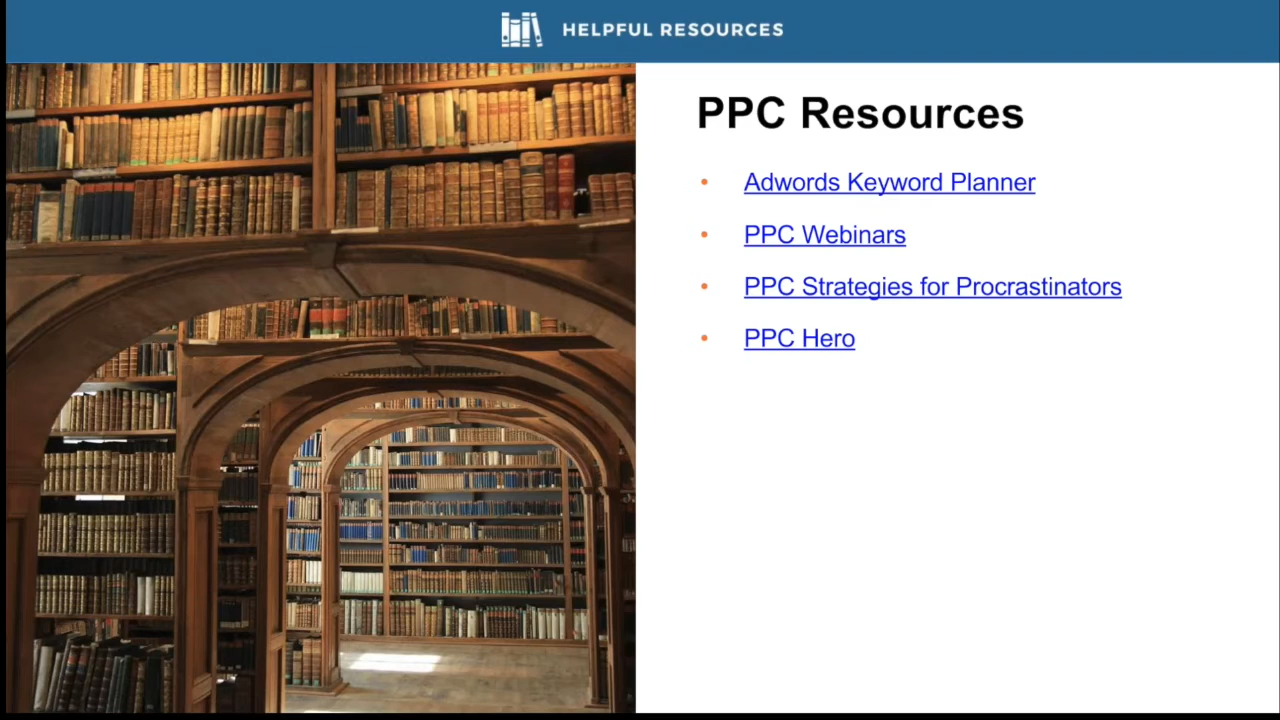 HELPFUL RESOURCES
PPC Resources
• Adwords Keyword Planner
• PPC Webinars
• PPC Strategies for Procrastinators
• PPC Hero